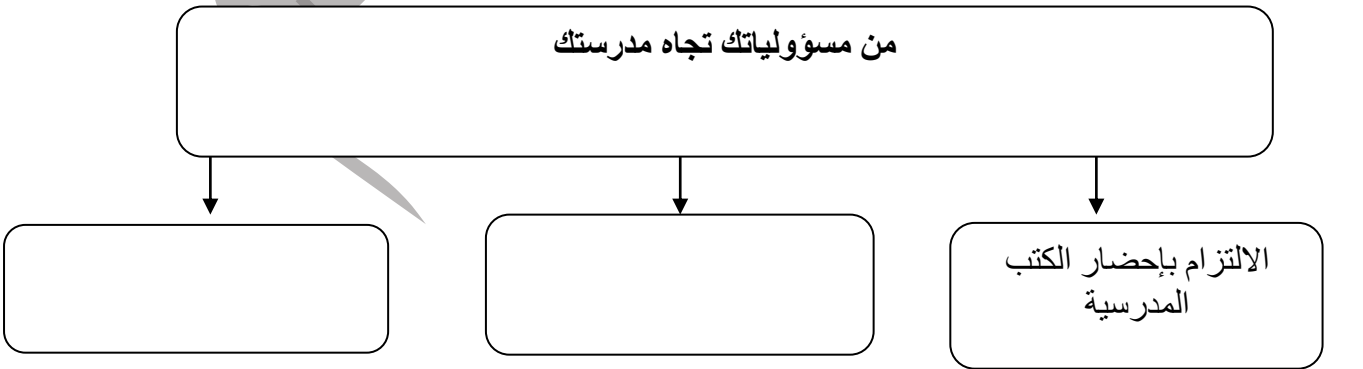 من مسؤولياتك تجاه مدرستك
الالتزام بإحضار الكتب
المدرسية